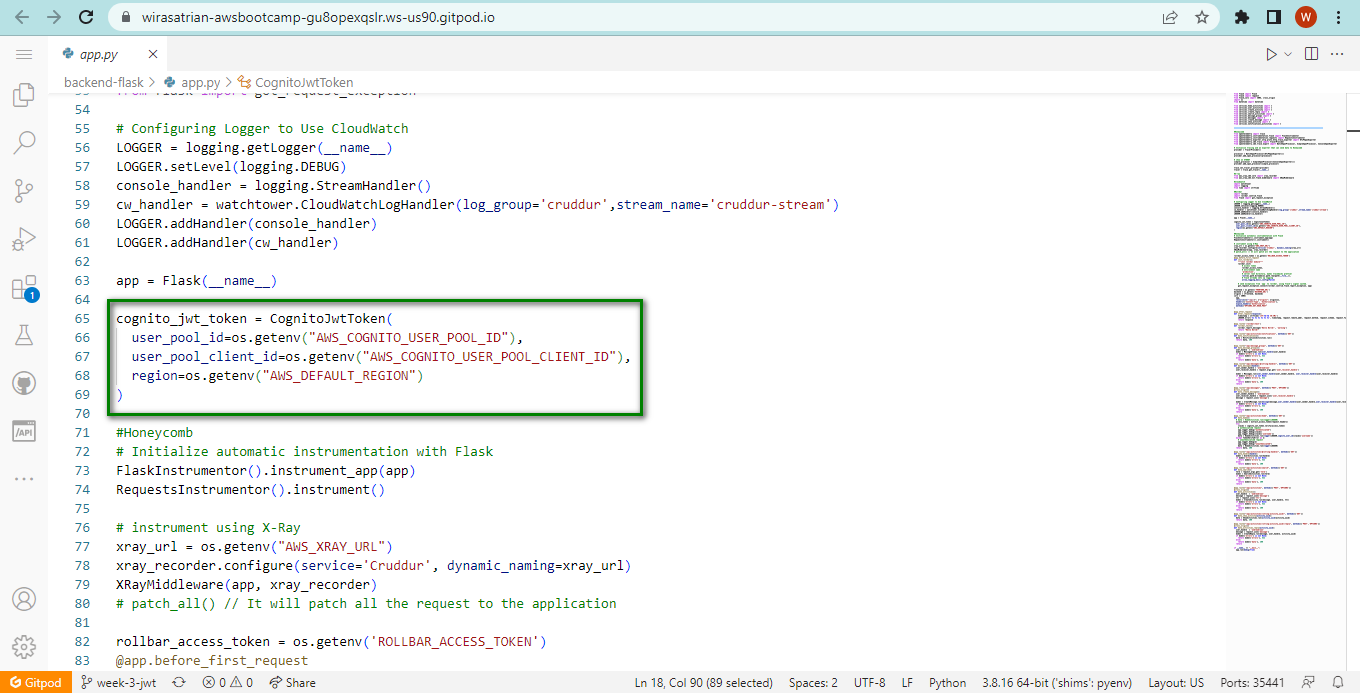 wirasatrian-awsbootcamp-gu8opexqslr.ws-us90.gitpod.io
W
app.py
backend-flask > app.py > CognitoJwtToken
53 from flask import got_request_exception
54
55 # Configuring Logger to Use CloudWatch
56 LOGGER = logging.getLogger(__name__)
57 LOGGER.setLevel(logging.DEBUG)
58 console_handler = logging.StreamHandler()
59 cw_handler = watchtower.CloudWatchLogHandler(log_group='cruddur',stream_name='cruddur-stream')
60 LOGGER.addHandler(console_handler)
61 LOGGER.addHandler(cw_handler)
62
63 app = Flask(__name__)
64
65 cognito_jwt_token = CognitoJwtToken(
66   user_pool_id=os.getenv("AWS_COGNITO_USER_POOL_ID"),
67   user_pool_client_id=os.getenv("AWS_COGNITO_USER_POOL_CLIENT_ID"),
68   region=os.getenv("AWS_DEFAULT_REGION")
69 )
70
71 #Honeycomb
72 # Initialize automatic instrumentation with Flask
73 FlaskInstrumentor().instrument_app(app)
74 RequestsInstrumentor().instrument()
75
76 # instrument using X-Ray
77 xray_url = os.getenv("AWS_XRAY_URL")
78 xray_recorder.configure(service='Cruddur', dynamic_naming=xray_url)
79 XRayMiddleware(app, xray_recorder)
80 # patch_all() // It will patch all the request to the application
81
82 rollbar_access_token = os.getenv('ROLLBAR_ACCESS_TOKEN')
83 @app.before_first_request
1
/API
Gitpod week-3-jwt 0 0 Share Ln 18, Col 90 (89 selected) Spaces: 2 UTF-8 LF Python 3.8.16 64-bit ('shims': pyenv) Layout: US Ports: 35441